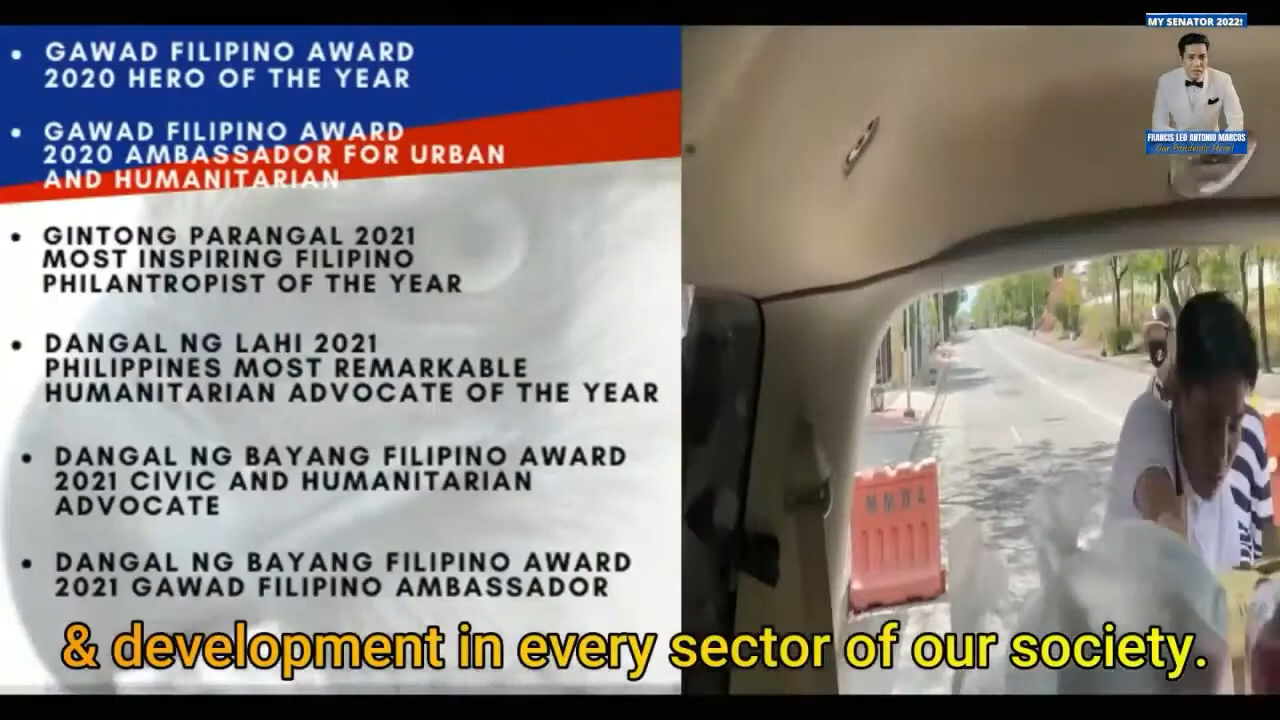 GAWAD FILIPINO AWARD
2020 HERO OF THE YEAR
GAWAD FILIPINO AWARD
2020 AMBASSADOR FOR URBAN
AND HUMANITARIAN
GINTONG PARANGAL 2021
MOST INSPIRING FILIPINO
PHILANTROPIST OF THE YEAR
DANGAL NG LAHI 2021
PHILIPPINES MOST REMARKABLE
HUMANITARIAN ADVOCATE OF THE YEAR
DANGAL NG BAYANG FILIPINO AWARD
2021 CIVIC AND HUMANITARIAN
ADVOCATE
DANGAL NG BAYANG FILIPINO AWARD
2021 GAWAD FILIPINO AMBASSADOR
MY SENATOR 2022!
FRANCIS LEO ANTONIO MARCOS
Our Pandemic Hero!
& development in every sector of our society.